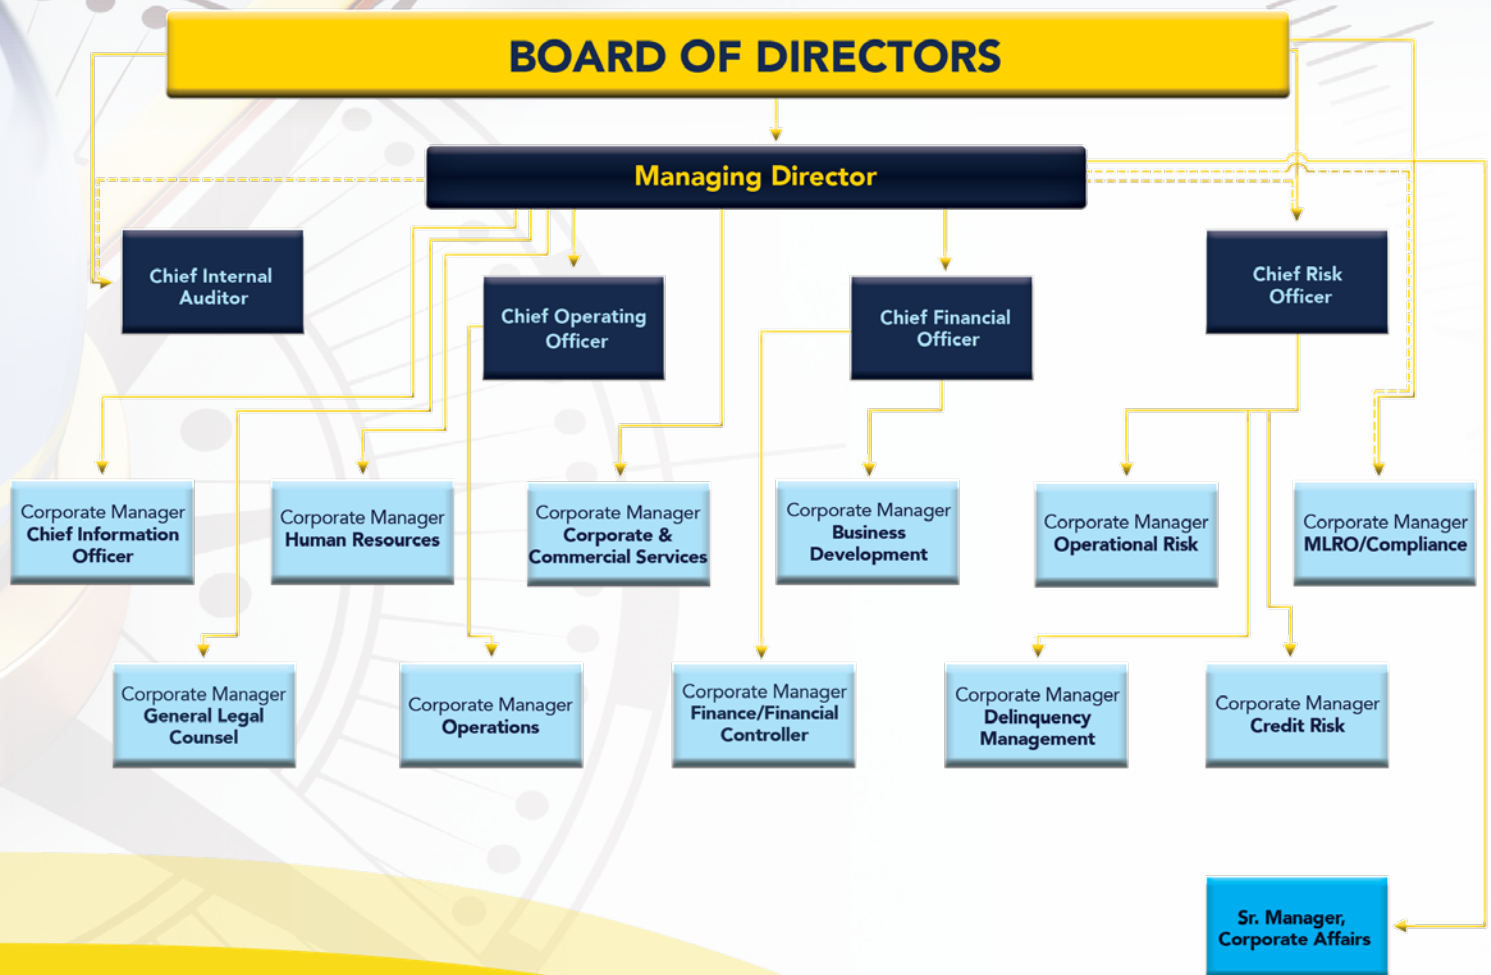 BOARD OF DIRECTORS
Managing Director
Chief Internal
Auditor
Chief Operating
Officer
Chief Financial
Officer
Chief Risk
Officer
Corporate Manager
Chief Information
Officer
Corporate Manager
Human Resources
Corporate Manager
Corporate &
Commercial Services
Corporate Manager
Business
Development
Corporate Manager
Operational Risk
Corporate Manager
MLRO/Compliance
Corporate Manager
General Legal
Counsel
Corporate Manager
Operations
Corporate Manager
Finance/Financial
Controller
Corporate Manager
Delinquency
Management
Corporate Manager
Credit Risk
Sr. Manager,
Corporate Affairs